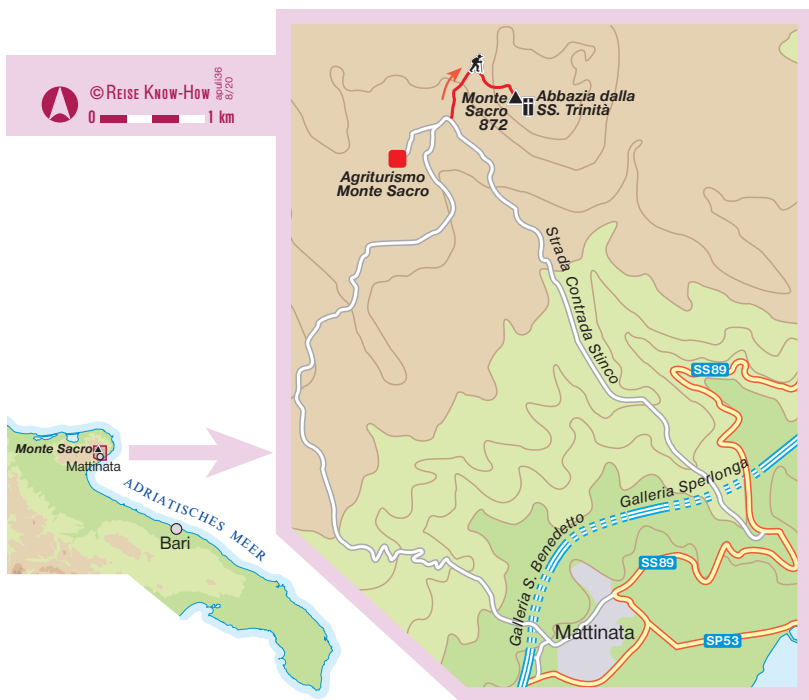 © REISE KNOW-HOW
apuli36
8/20
0 1 km
Monte
Sacro
872
Abbazia dalla
SS. Trinità
Agriturismo
Monte Sacro
Strada Contrada Stinco
SS89
Galleria Sperlonga
Galleria S. Benedetto
SS89
Mattinata
SP53
Monte Sacro
Mattinata
ADRIATISCHES MEER
Bari